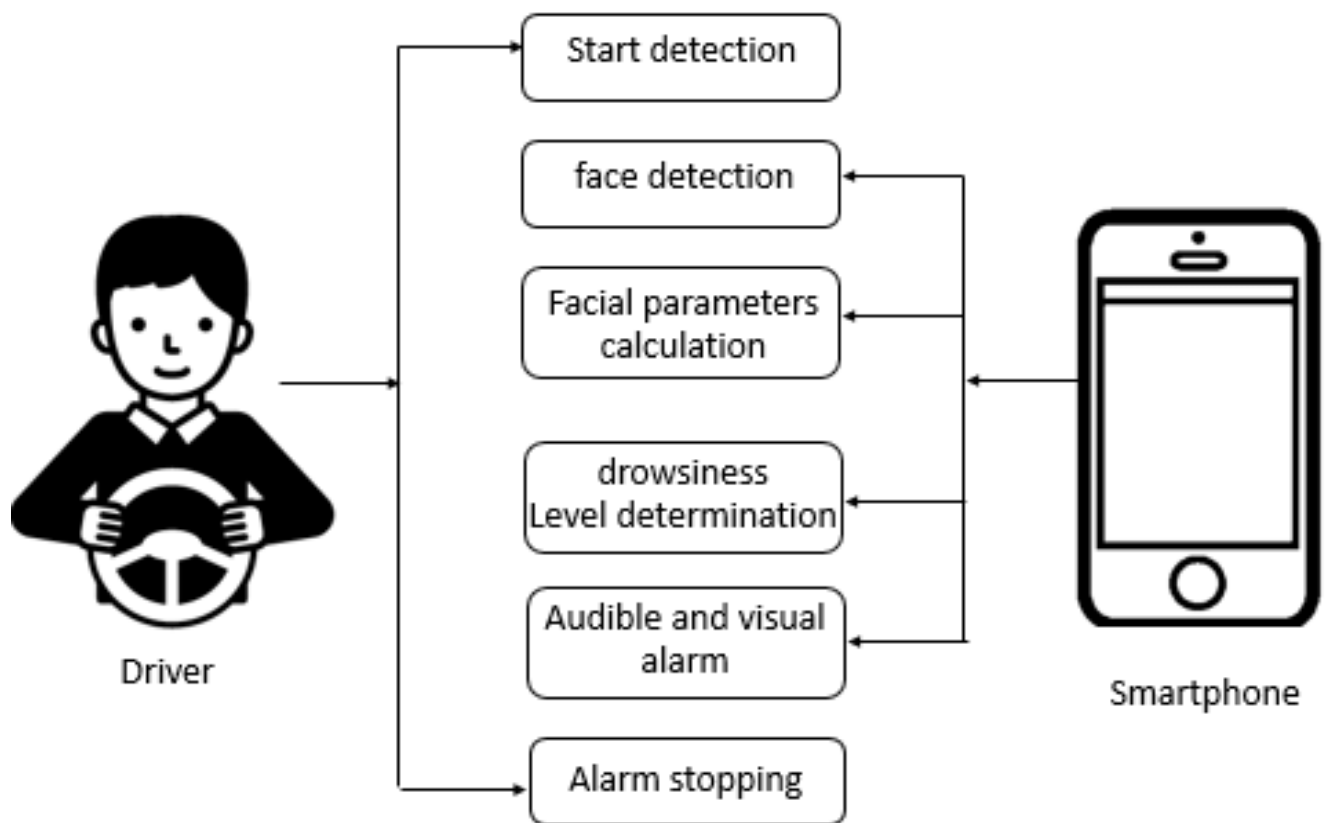 Start detection
face detection
Facial parameters
calculation
drowsiness
Level determination
Audible and visual
alarm
Alarm stopping
Driver
Smartphone